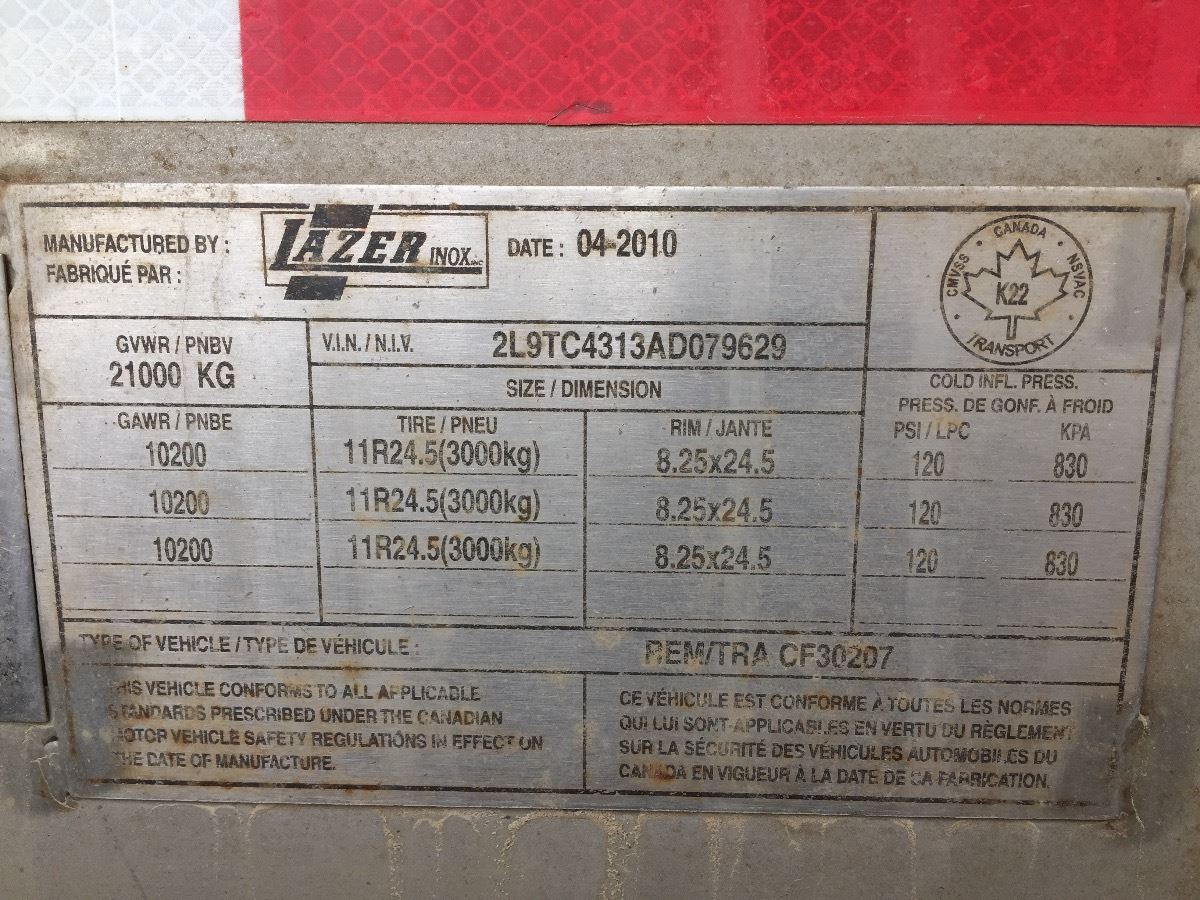 MANUFACTURED BY :
FABRIQUÉ PAR :
LAZER INOX INC
DATE : 04-2010
CANADA
CMVSS
NSVAC
K22
TRANSPORT
GVWR / PNBV
21000 KG
V.I.N. / N.I.V. 2L9TC4313AD079629
SIZE / DIMENSION
COLD INFL. PRESS.
PRESS. DE GONF. À FROID
GAWR / PNBE TIRE / PNEU RIM / JANTE PSI / LPC KPA
10200 11R24.5(3000kg) 8.25x24.5 120 830
10200 11R24.5(3000kg) 8.25x24.5 120 830
10200 11R24.5(3000kg) 8.25x24.5 120 830
TYPE OF VEHICLE / TYPE DE VÉHICULE : REM/TRA CF30207
THIS VEHICLE CONFORMS TO ALL APPLICABLE
STANDARDS PRESCRIBED UNDER THE CANADIAN
MOTOR VEHICLE SAFETY REGULATIONS IN EFFECT ON
THE DATE OF MANUFACTURE.
CE VÉHICULE EST CONFORME À TOUTES LES NORMES
QUI LUI SONT APPLICABLES EN VERTU DU RÈGLEMENT
SUR LA SÉCURITÉ DES VÉHICULES AUTOMOBILES DU
CANADA EN VIGUEUR À LA DATE DE SA FABRICATION.